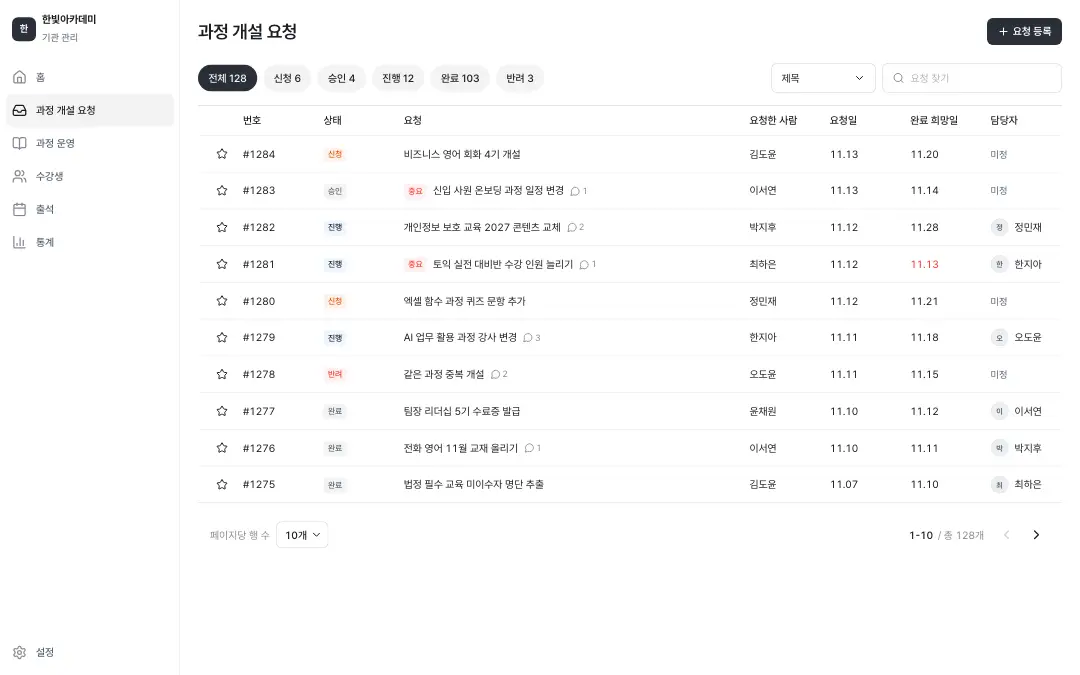 한
한빛아카데미
기관 관리
홈
과정 개설 요청
과정 운영
수강생
출석
통계
설정
과정 개설 요청
요청 등록
전체 128 신청 6 승인 4 진행 12 완료 103 반려 3
제목 요청 찾기
번호 상태 요청 요청한 사람 요청일 완료 희망일 담당자
#1284 신청 비즈니스 영어 회화 4기 개설 김도윤 11.13 11.20 미정
#1283 승인 중요 신입 사원 온보딩 과정 일정 변경 1 이서연 11.13 11.14 미정
#1282 진행 개인정보 보호 교육 2027 콘텐츠 교체 2 박지후 11.12 11.28 정 정민재
#1281 진행 중요 토익 실전 대비반 수강 인원 늘리기 1 최하은 11.12 11.13 한 한지아
#1280 신청 엑셀 함수 과정 퀴즈 문항 추가 정민재 11.12 11.21 미정
#1279 진행 AI 업무 활용 과정 강사 변경 3 한지아 11.11 11.18 오 오도윤
#1278 반려 같은 과정 중복 개설 2 오도윤 11.11 11.15 미정
#1277 완료 팀장 리더십 5기 수료증 발급 윤채원 11.10 11.12 이 이서연
#1276 완료 전화 영어 11월 교재 올리기 1 이서연 11.10 11.11 박 박지후
#1275 완료 법정 필수 교육 미이수자 명단 추출 김도윤 11.07 11.10 최 최하은
페이지당 행 수 10개 1-10 / 총 128개